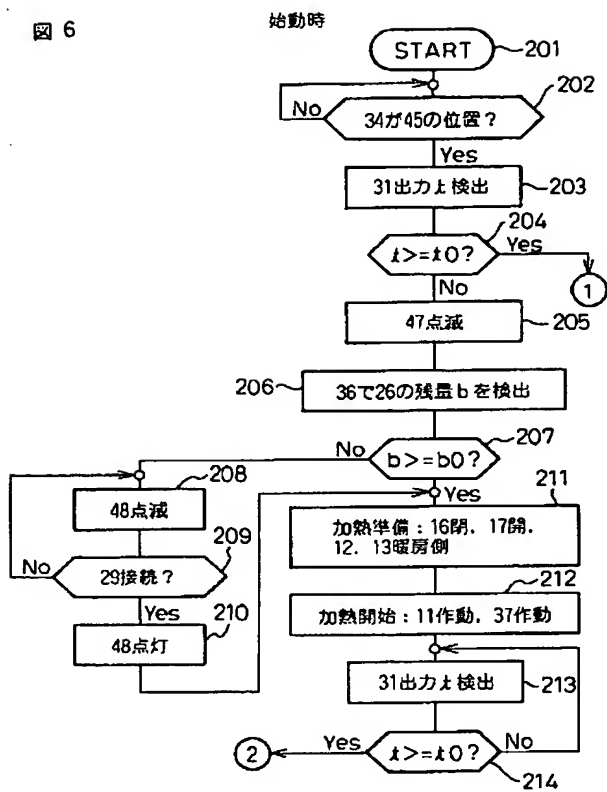 図 6
始動時
START
201
202
No
34が45の位置?
Yes
31出力t検出
203
204
t>=t0?
Yes
1
No
47点滅
205
206
36で26の残量bを検出
207
No
b>=b0?
Yes
208
48点滅
209
No
29接続?
Yes
210
48点灯
211
加熱準備:16閉,17開,
12,13暖房側
212
加熱開始:11作動,37作動
31出力t検出
213
2
Yes
t>=t0?
No
214